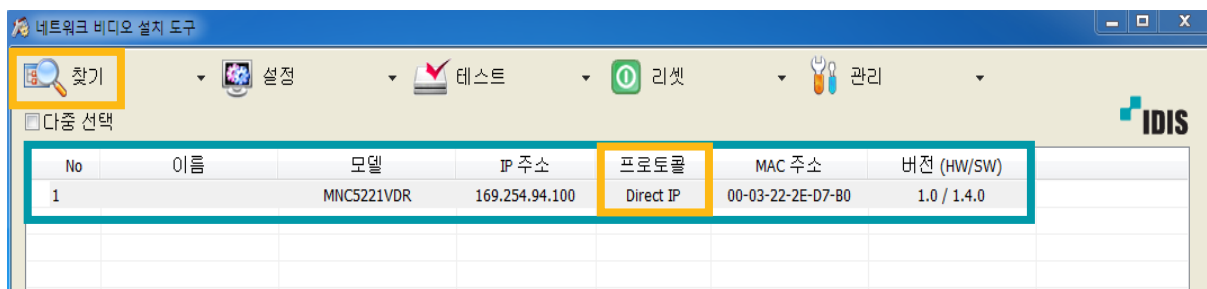 네트워크 비디오 설치 도구
찾기 설정 테스트 리셋 관리
다중 선택
IDIS
No 이름 모델 IP 주소 프로토콜 MAC 주소 버전 (HW/SW)
1 MNC5221VDR 169.254.94.100 Direct IP 00-03-22-2E-D7-B0 1.0 / 1.4.0